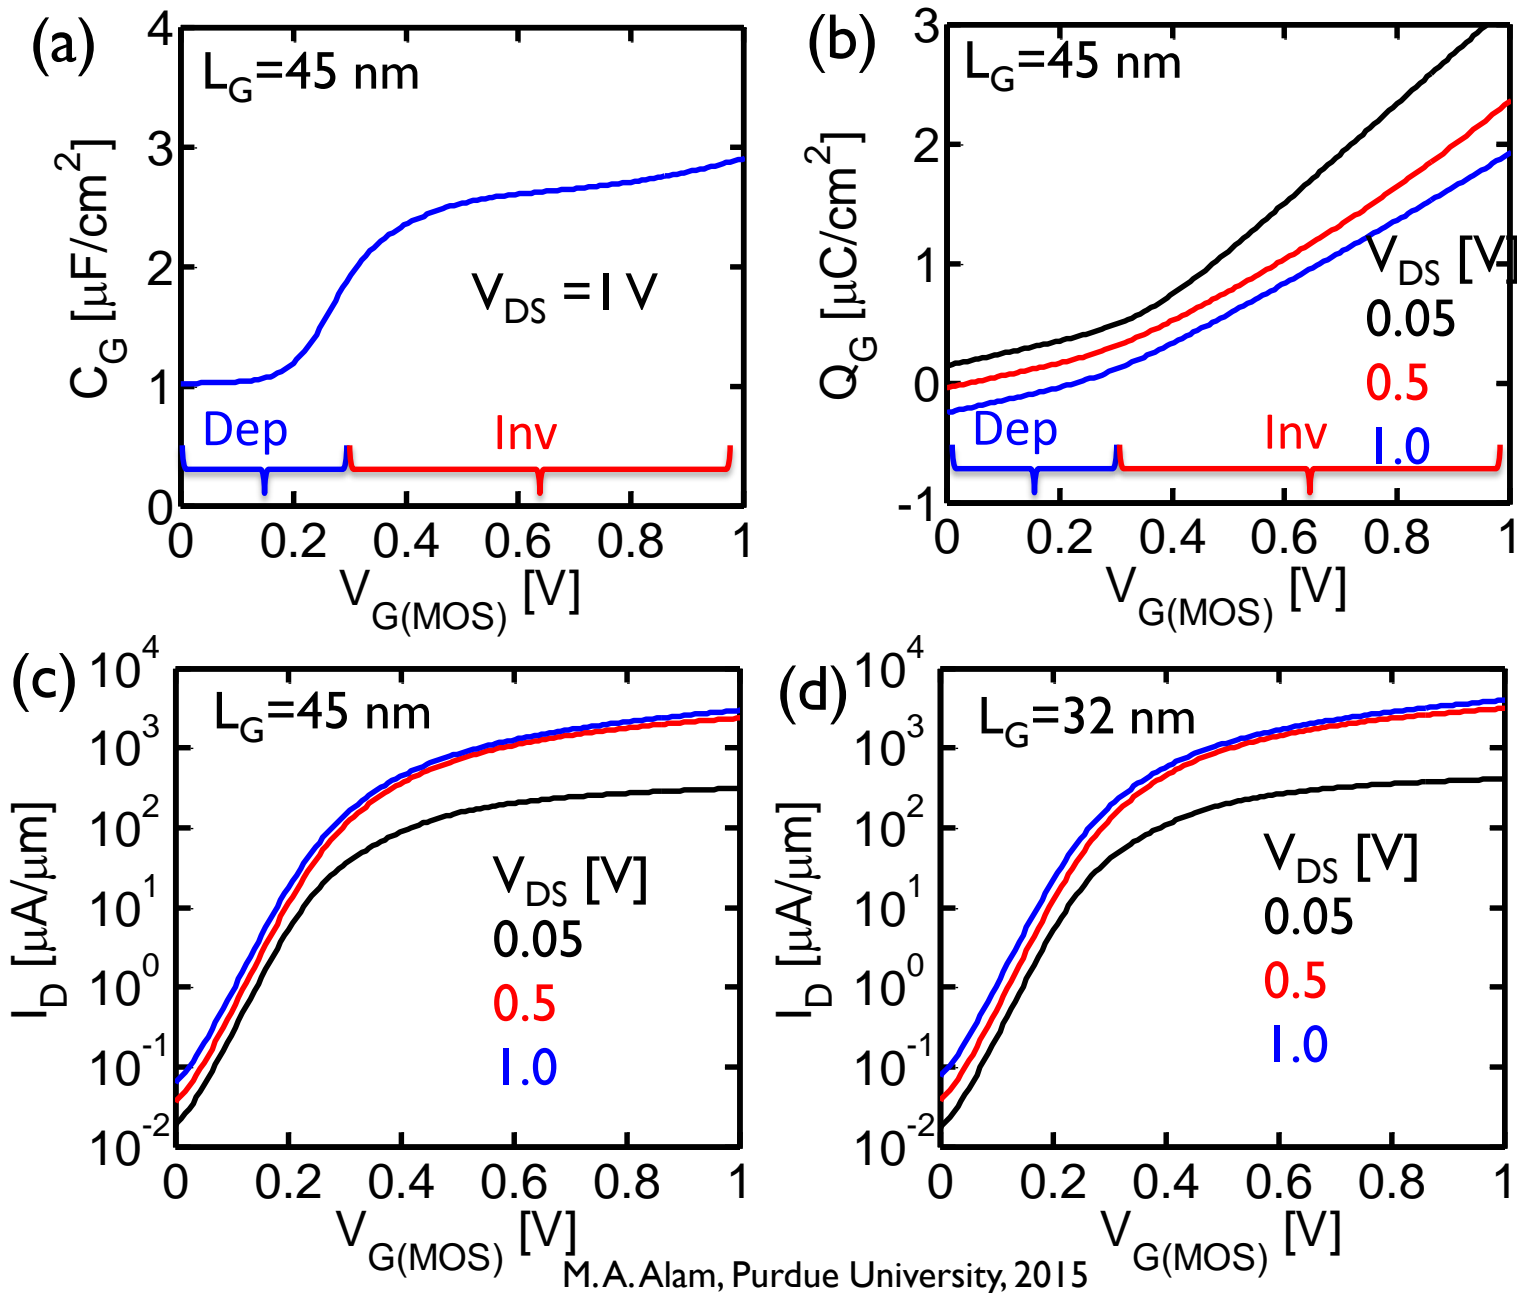 (a)
L_G=45 nm
V_DS =1 V
Dep
Inv
4
3
2
1
0
0 0.2 0.4 0.6 0.8 1
C_G [μF/cm²]
V_G(MOS) [V]
(b)
L_G=45 nm
V_DS [V]
0.05
0.5
1.0
Dep
Inv
3
2
1
0
-1
0 0.2 0.4 0.6 0.8 1
Q_G [μC/cm²]
V_G(MOS) [V]
(c)
L_G=45 nm
V_DS [V]
0.05
0.5
1.0
10⁴
10³
10²
10¹
10⁰
10⁻¹
10⁻²
0 0.2 0.4 0.6 0.8 1
I_D [μA/μm]
V_G(MOS) [V]
(d)
L_G=32 nm
V_DS [V]
0.05
0.5
1.0
10⁴
10³
10²
10¹
10⁰
10⁻¹
10⁻²
0 0.2 0.4 0.6 0.8 1
I_D [μA/μm]
V_G(MOS) [V]
M. A. Alam, Purdue University, 2015